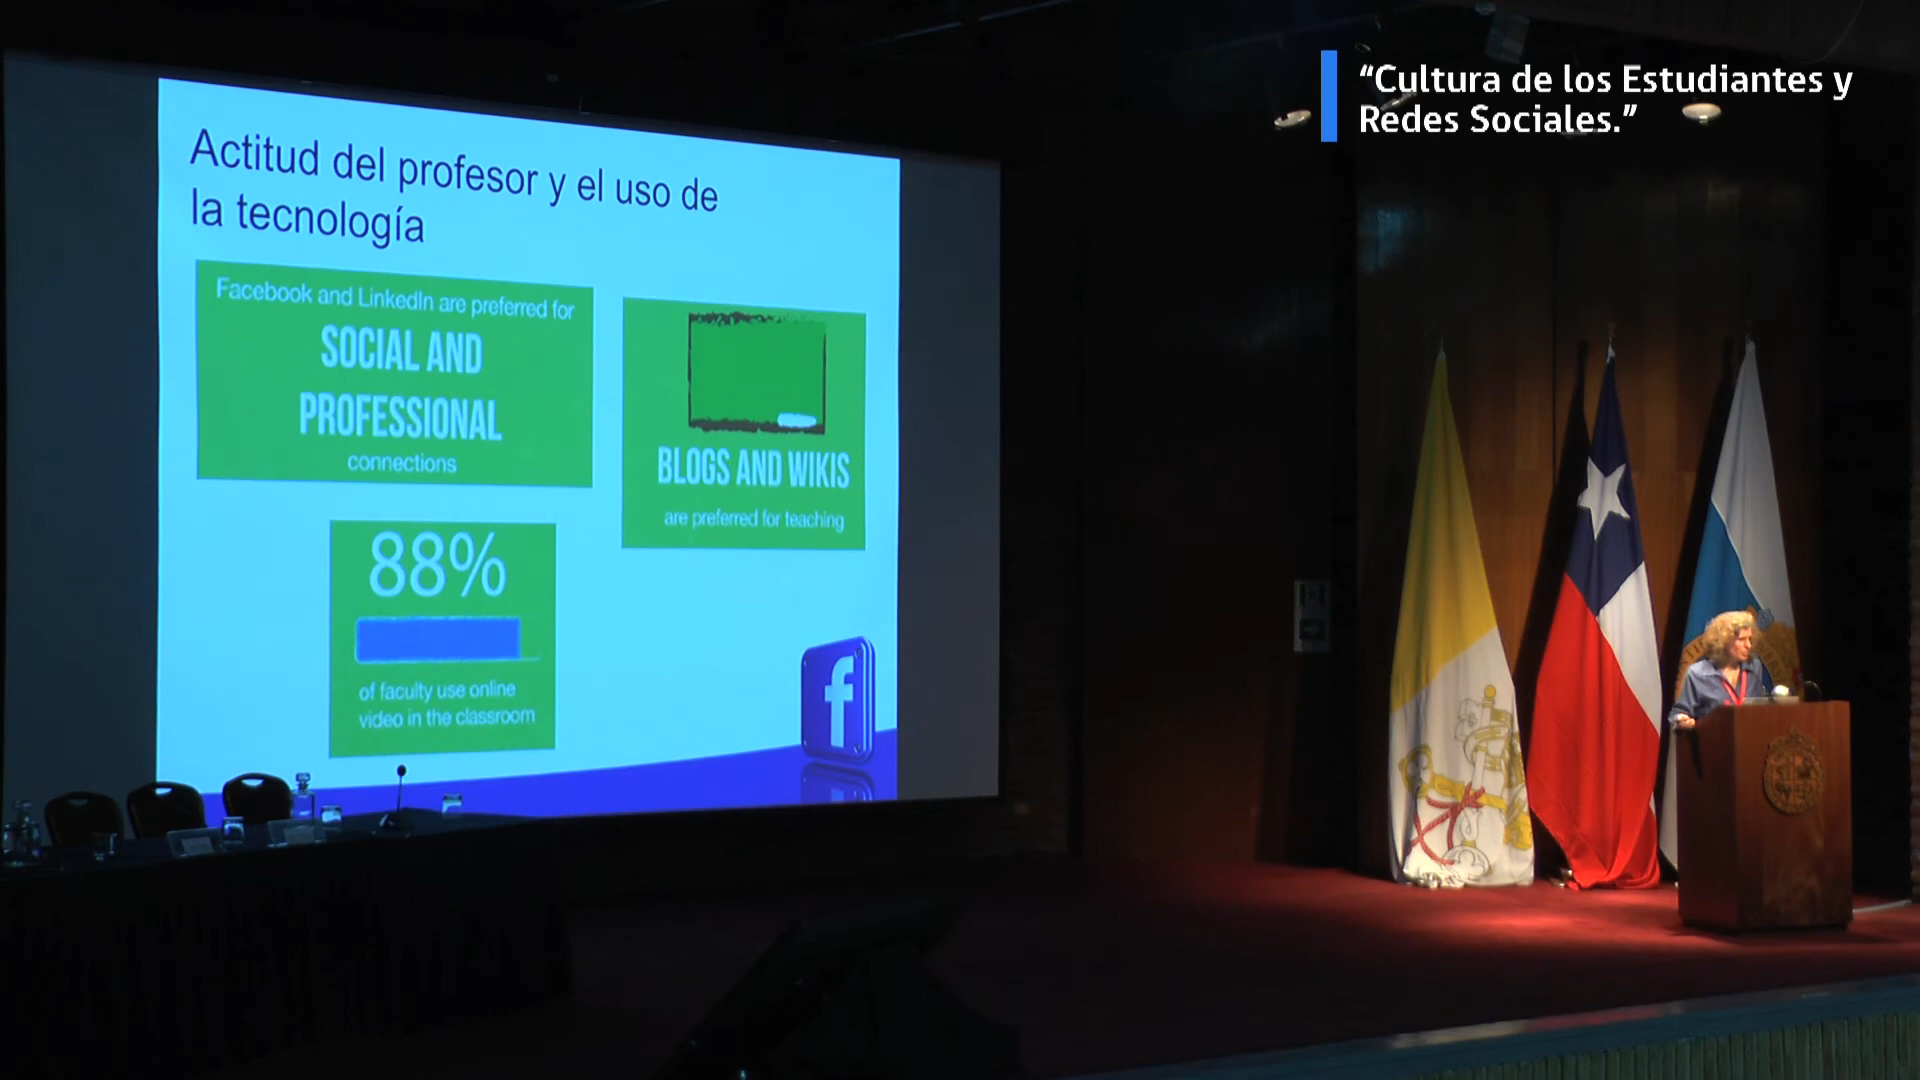 “Cultura de los Estudiantes y
Redes Sociales.”
Actitud del profesor y el uso de
la tecnología
Facebook and LinkedIn are preferred for
SOCIAL AND
PROFESSIONAL
connections
BLOGS AND WIKIS
are preferred for teaching
88%
of faculty use online
video in the classroom
f